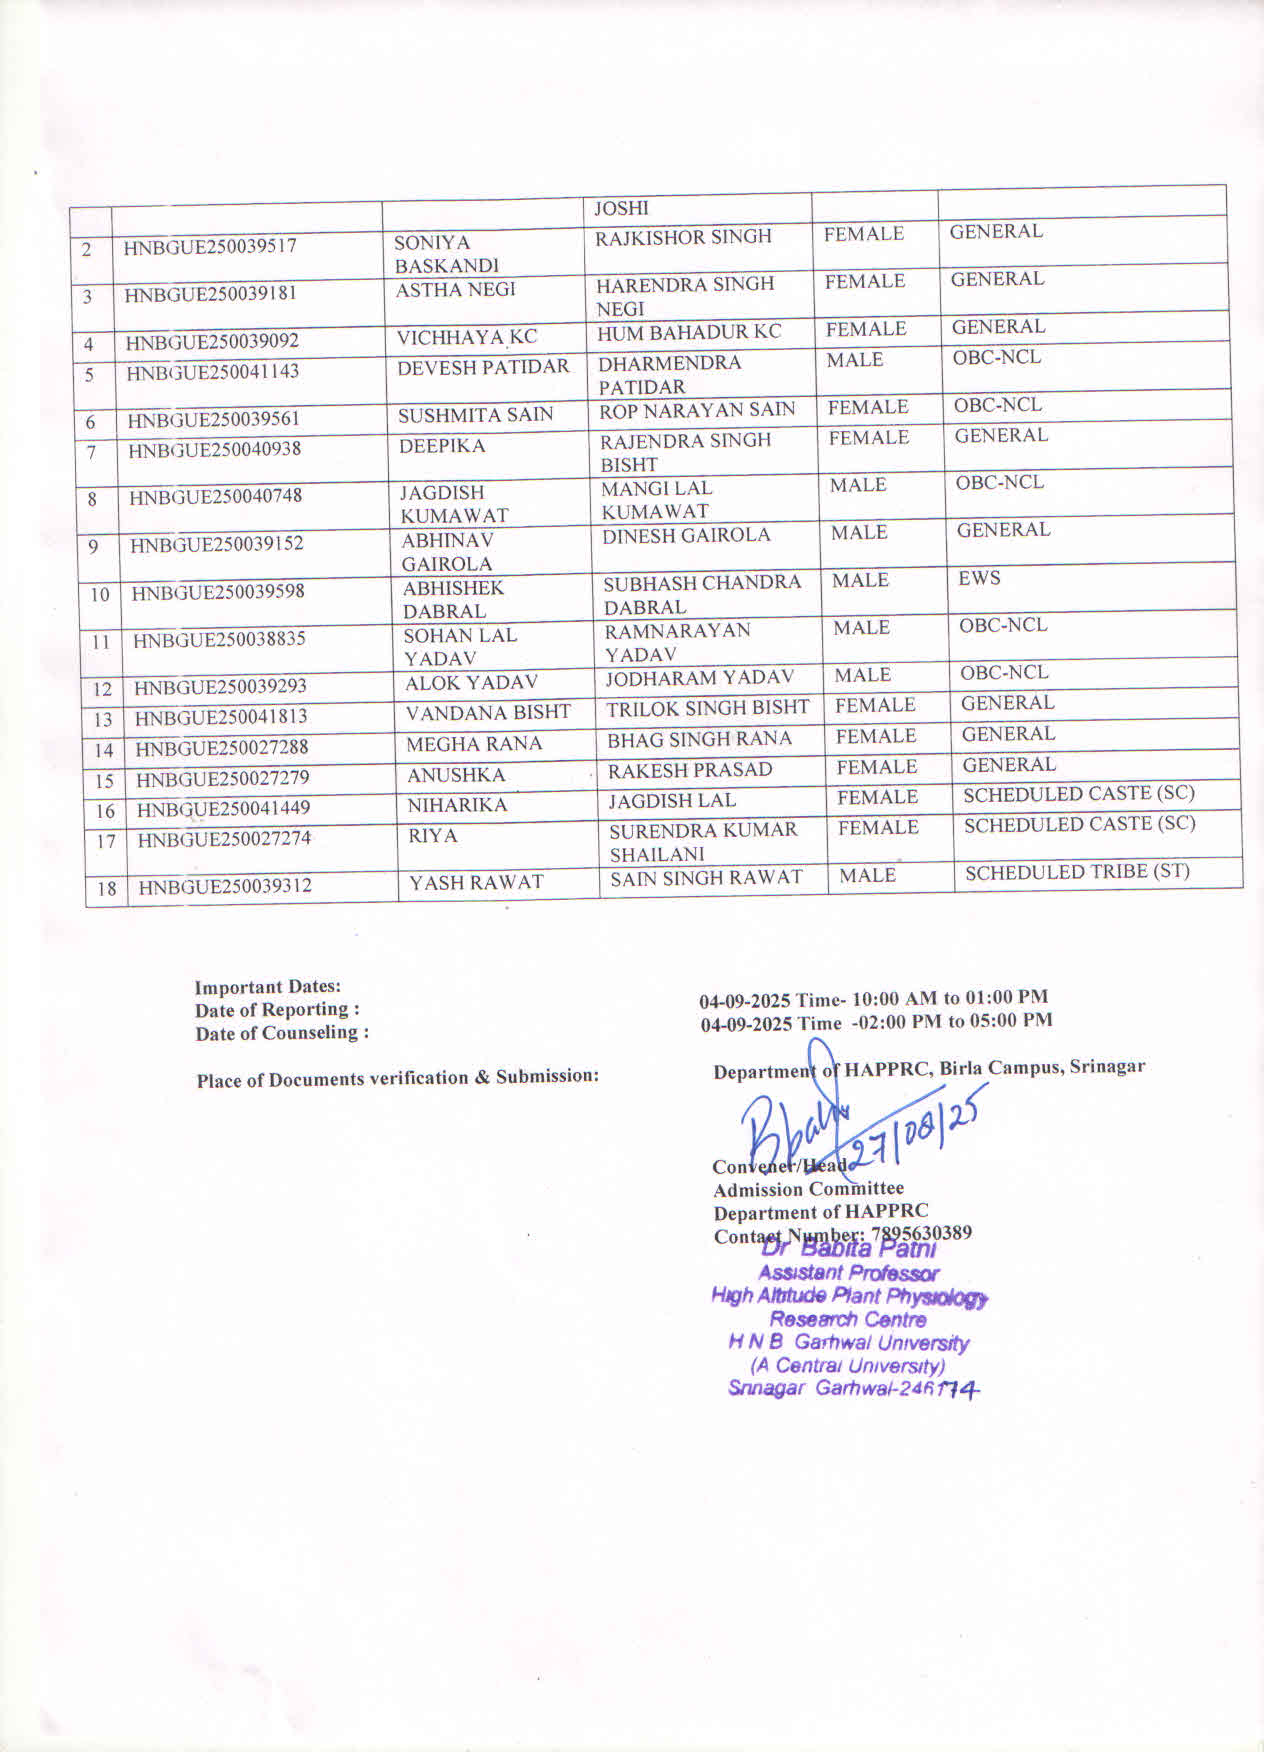 JOSHI
2 HNBGUE250039517 SONIYA BASKANDI RAJKISHOR SINGH FEMALE GENERAL
3 HNBGUE250039181 ASTHA NEGI HARENDRA SINGH NEGI FEMALE GENERAL
4 HNBGUE250039092 VICHHAYA KC HUM BAHADUR KC FEMALE GENERAL
5 HNBGUE250041143 DEVESH PATIDAR DHARMENDRA PATIDAR MALE OBC-NCL
6 HNBGUE250039561 SUSHMITA SAIN ROP NARAYAN SAIN FEMALE OBC-NCL
7 HNBGUE250040938 DEEPIKA RAJENDRA SINGH BISHT FEMALE GENERAL
8 HNBGUE250040748 JAGDISH KUMAWAT MANGI LAL KUMAWAT MALE OBC-NCL
9 HNBGUE250039152 ABHINAV GAIROLA DINESH GAIROLA MALE GENERAL
10 HNBGUE250039598 ABHISHEK DABRAL SUBHASH CHANDRA DABRAL MALE EWS
11 HNBGUE250038835 SOHAN LAL YADAV RAMNARAYAN YADAV MALE OBC-NCL
12 HNBGUE250039293 ALOK YADAV JODHARAM YADAV MALE OBC-NCL
13 HNBGUE250041813 VANDANA BISHT TRILOK SINGH BISHT FEMALE GENERAL
14 HNBGUE250027288 MEGHA RANA BHAG SINGH RANA FEMALE GENERAL
15 HNBGUE250027279 ANUSHKA RAKESH PRASAD FEMALE GENERAL
16 HNBGUE250041449 NIHARIKA JAGDISH LAL FEMALE SCHEDULED CASTE (SC)
17 HNBGUE250027274 RIYA SURENDRA KUMAR SHAILANI FEMALE SCHEDULED CASTE (SC)
18 HNBGUE250039312 YASH RAWAT SAIN SINGH RAWAT MALE SCHEDULED TRIBE (ST)
Important Dates:
Date of Reporting : 04-09-2025 Time- 10:00 AM to 01:00 PM
Date of Counseling : 04-09-2025 Time -02:00 PM to 05:00 PM
Place of Documents verification & Submission: Department of HAPPRC, Birla Campus, Srinagar
27/08/25
Convener/Head
Admission Committee
Department of HAPPRC
Contact Number: 7895630389
Dr Babita Patni
Assistant Professor
High Altitude Plant Physiology
Research Centre
H N B Garhwal University
(A Central University)
Srinagar Garhwal-246174